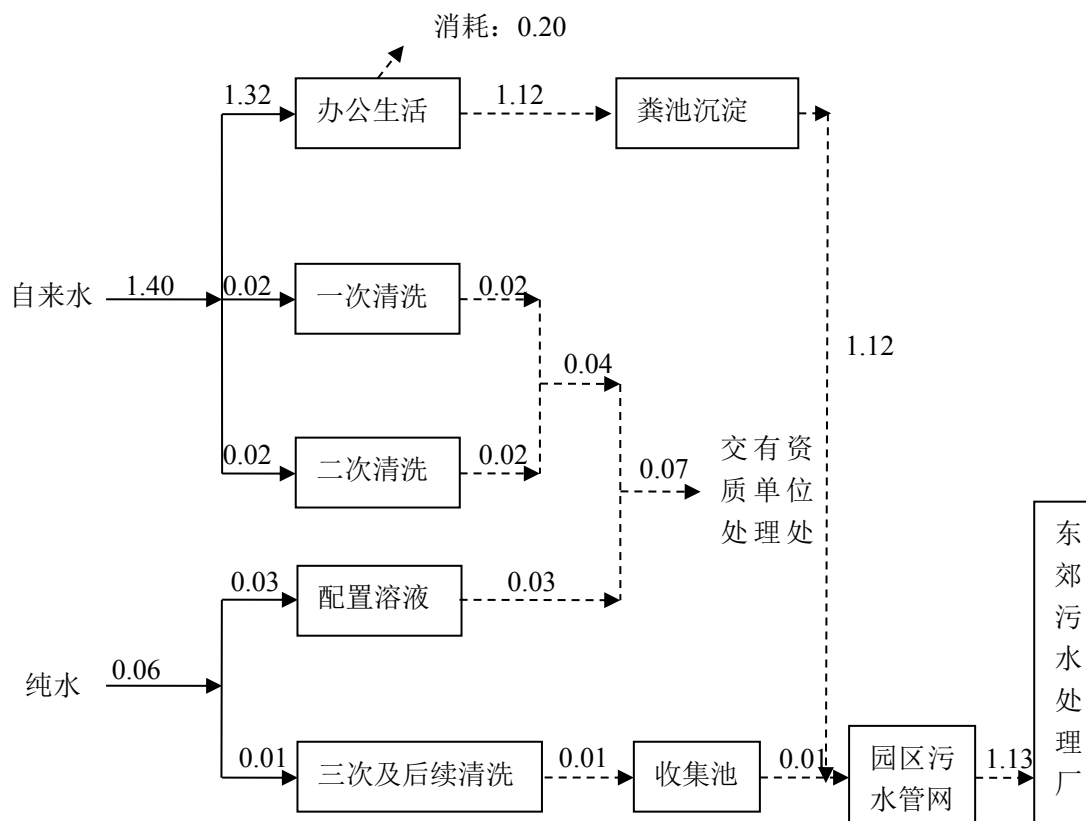 消耗：0.20
1.32
办公生活
1.12
粪池沉淀
自来水
1.40
0.02
一次清洗
0.02
1.12
0.04
0.02
二次清洗
0.02
0.07
交有资
质单位
处理处
0.03
配置溶液
0.03
纯水
0.06
0.01
三次及后续清洗
0.01
收集池
0.01
园区污
水管网
1.13
东
郊
污
水
处
理
厂